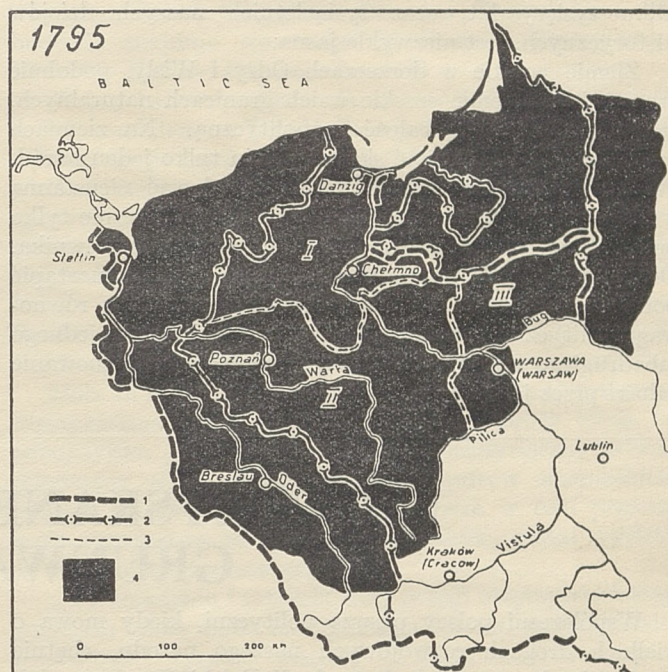 1795
BALTIC SEA
Danzig
Stettin
I
Chełmno
III
Bug
Poznań
Warta
WARSZAWA
(WARSAW)
II
Pilica
Lublin
Breslau
Oder
1
2
3
Kraków
(Cracow)
Vistula
4
0 100 200 km